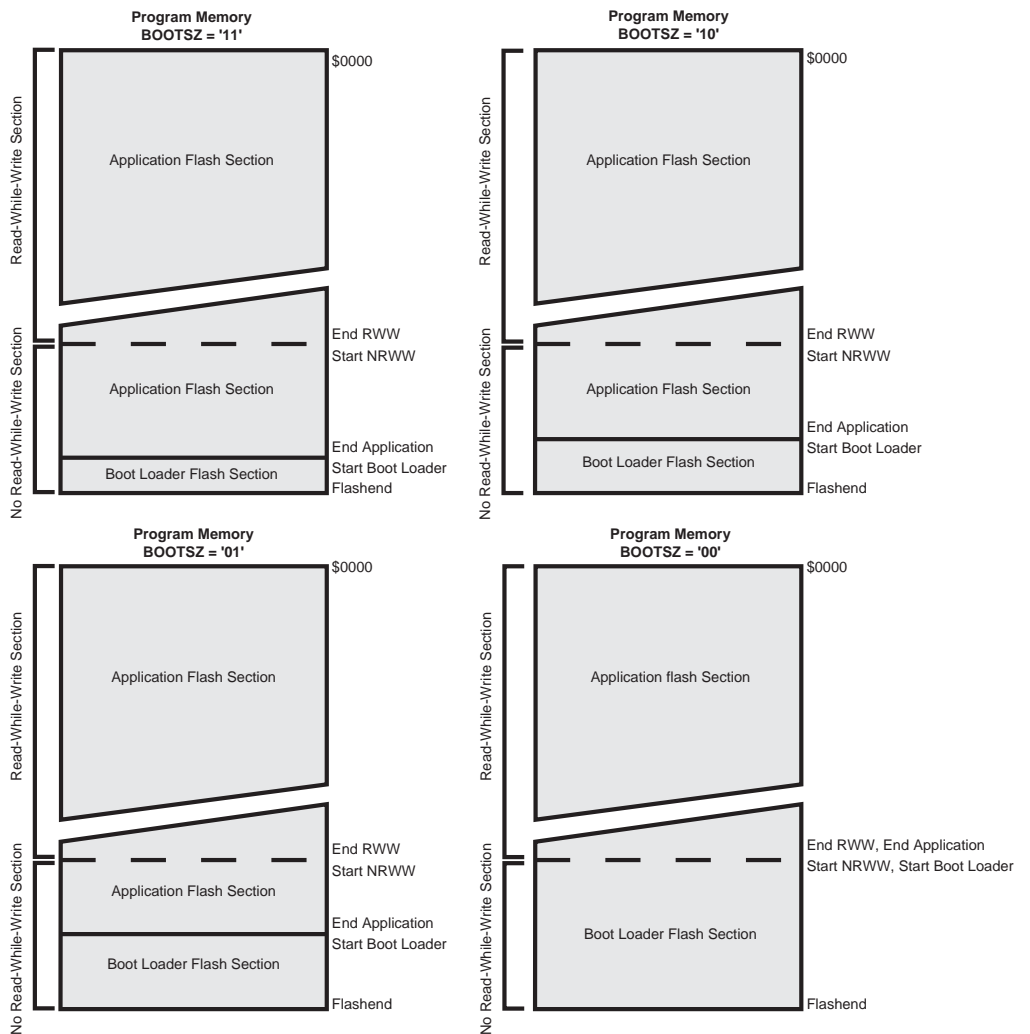 Program Memory
BOOTSZ = '11'
$0000
Read-While-Write Section
Application Flash Section
End RWW
Start NRWW
No Read-While-Write Section
Application Flash Section
End Application
Start Boot Loader
Boot Loader Flash Section
Flashend
Program Memory
BOOTSZ = '10'
$0000
Read-While-Write Section
Application Flash Section
End RWW
Start NRWW
No Read-While-Write Section
Application Flash Section
End Application
Start Boot Loader
Boot Loader Flash Section
Flashend
Program Memory
BOOTSZ = '01'
$0000
Read-While-Write Section
Application Flash Section
End RWW
Start NRWW
No Read-While-Write Section
Application Flash Section
End Application
Start Boot Loader
Boot Loader Flash Section
Flashend
Program Memory
BOOTSZ = '00'
$0000
Read-While-Write Section
Application flash Section
End RWW, End Application
Start NRWW, Start Boot Loader
No Read-While-Write Section
Boot Loader Flash Section
Flashend